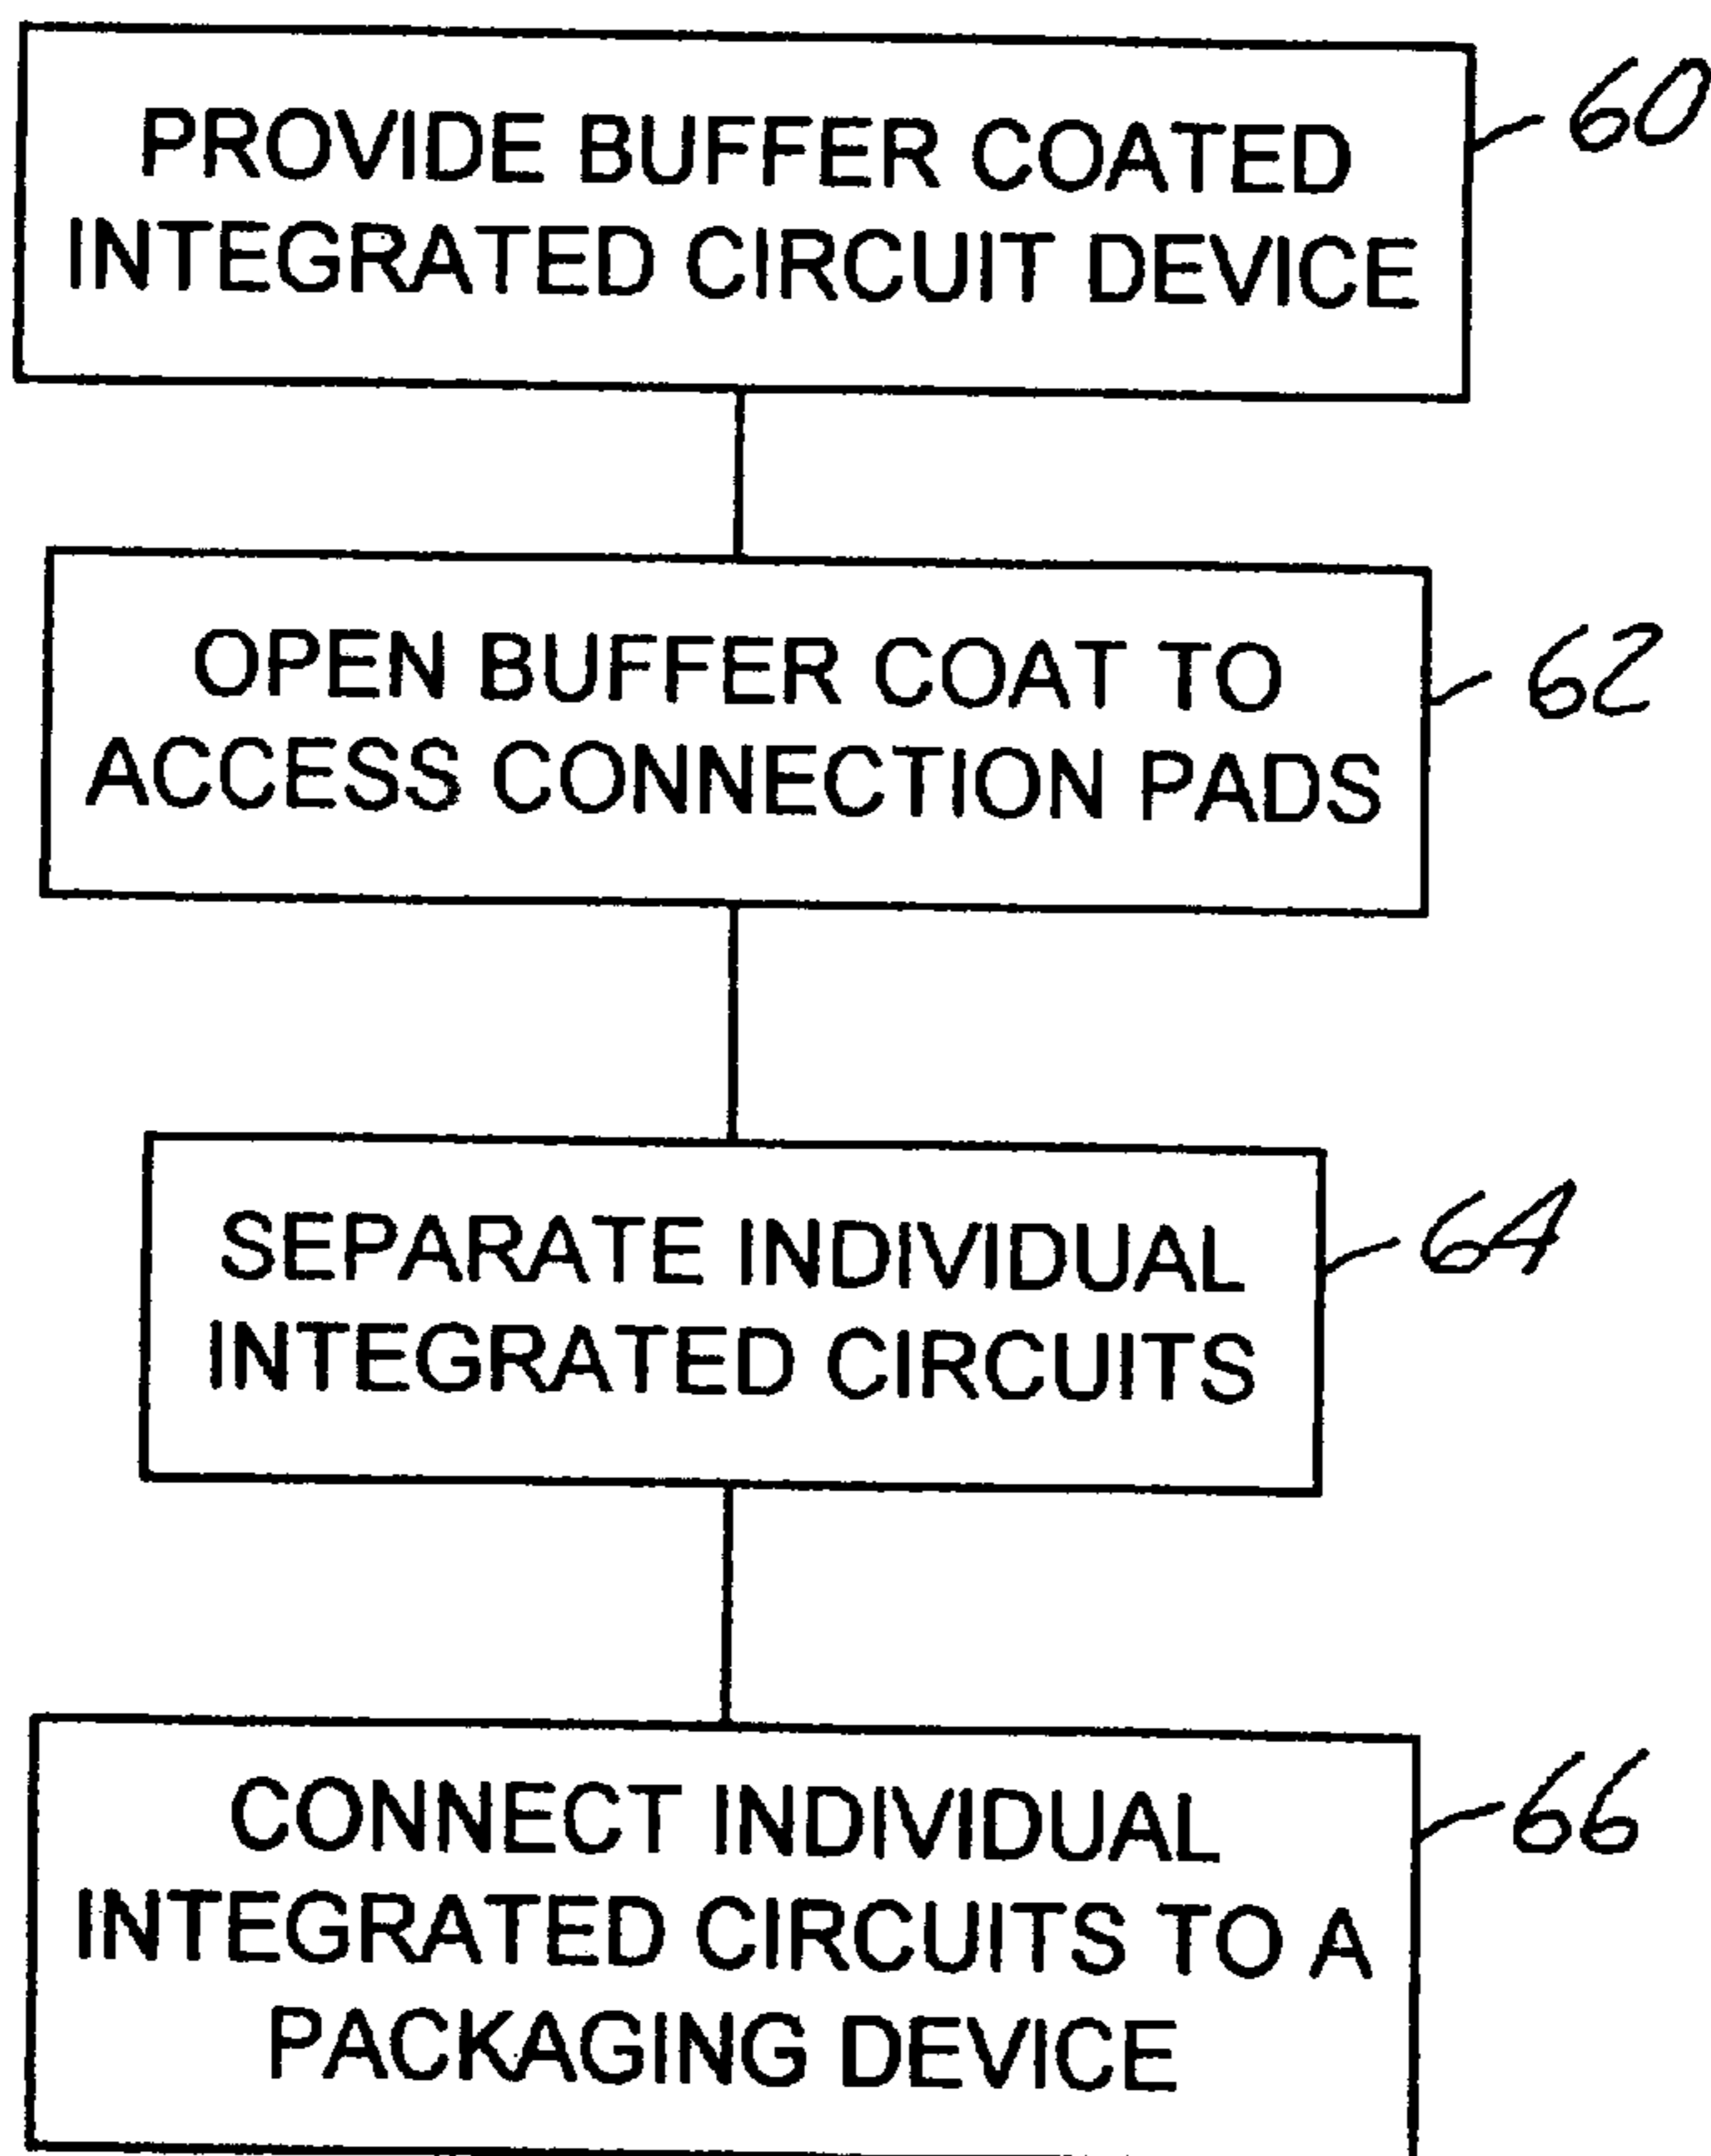 PROVIDE BUFFER COATED
INTEGRATED CIRCUIT DEVICE
60
OPEN BUFFER COAT TO
ACCESS CONNECTION PADS
62
SEPARATE INDIVIDUAL
INTEGRATED CIRCUITS
64
CONNECT INDIVIDUAL
INTEGRATED CIRCUITS TO A
PACKAGING DEVICE
66